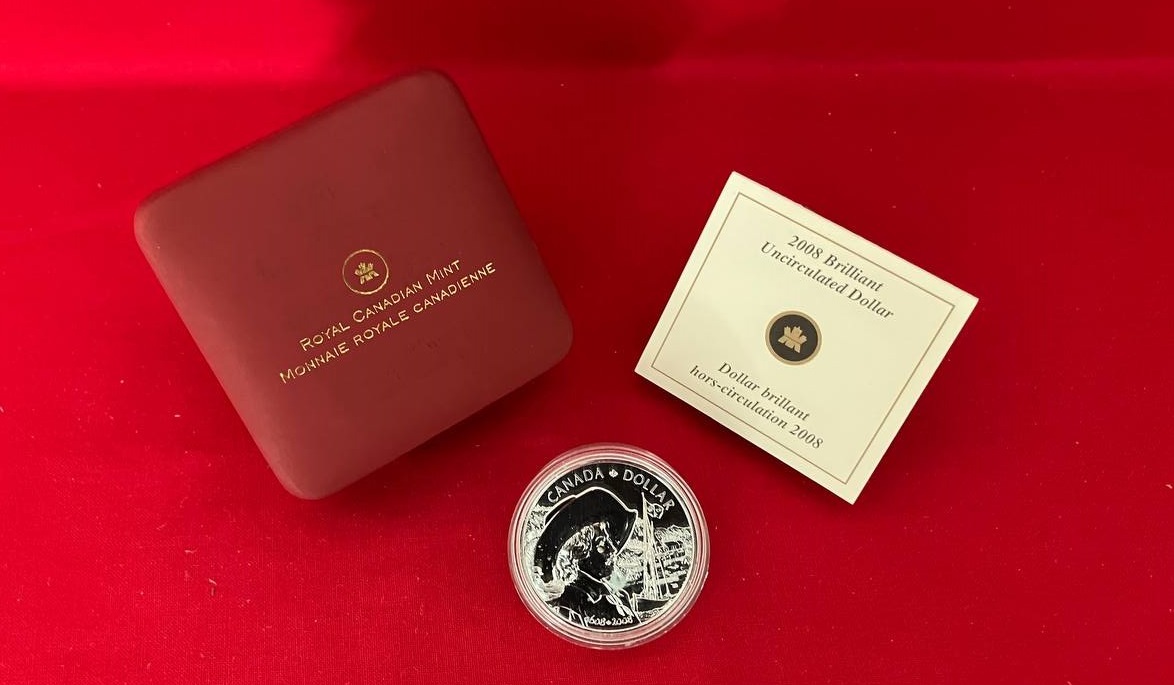 ROYAL CANADIAN MINT
MONNAIE ROYALE CANADIENNE
2008 Brilliant
Uncirculated Dollar
Dollar brillant
hors-circulation 2008
CANADA DOLLAR
1608 2008